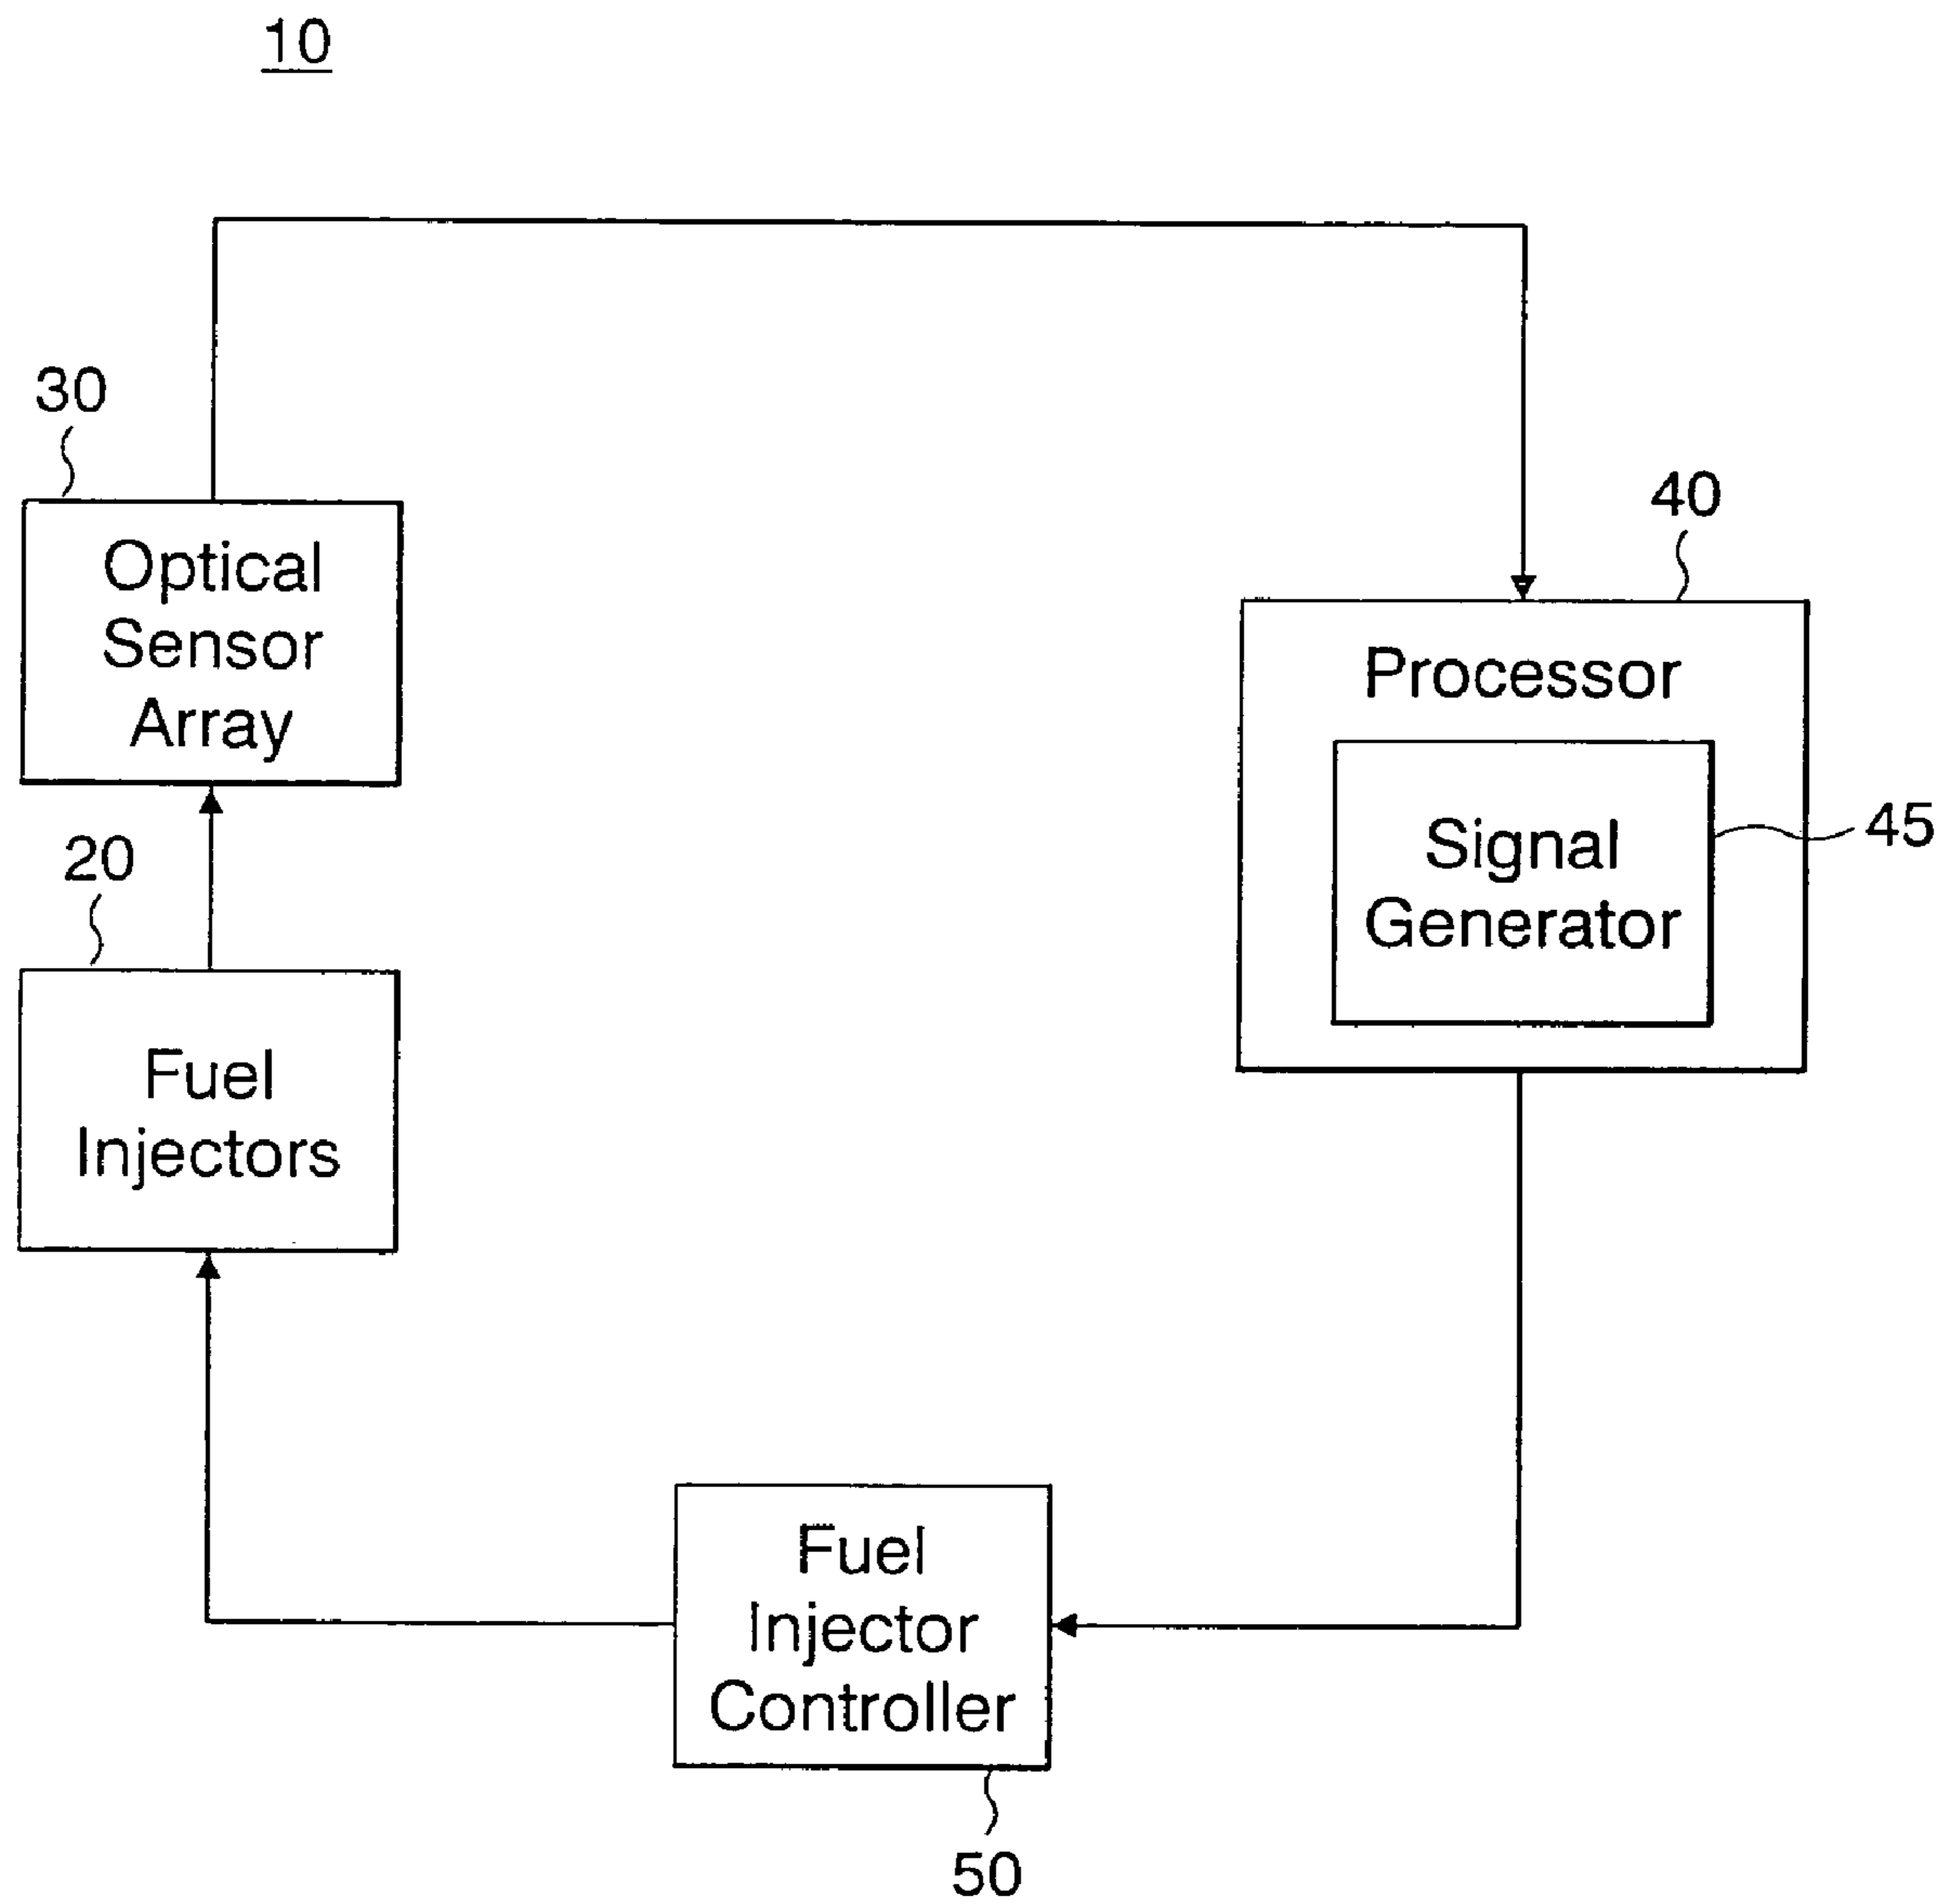 10
30
Optical
Sensor
Array
40
Processor
Signal
Generator
45
20
Fuel
Injectors
Fuel
Injector
Controller
50